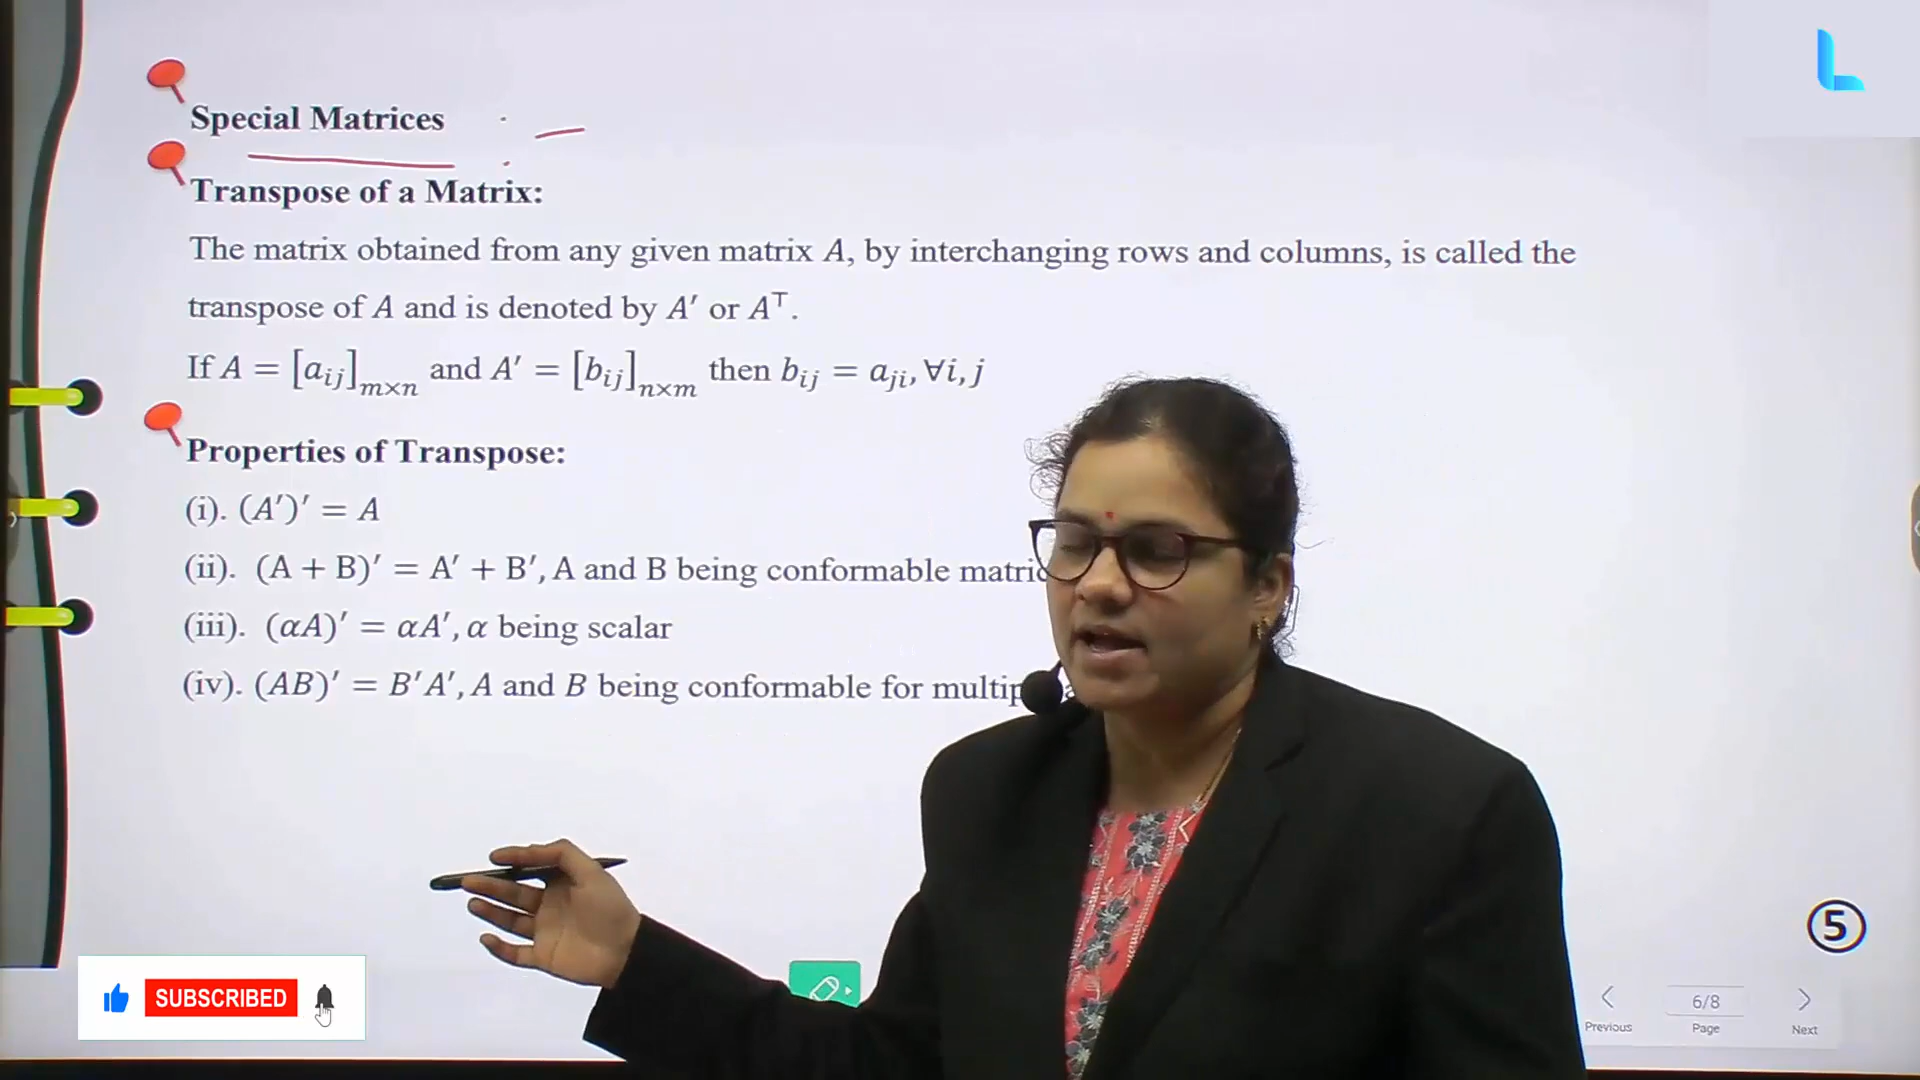 Special Matrices
Transpose of a Matrix:
The matrix obtained from any given matrix A, by interchanging rows and columns, is called the
transpose of A and is denoted by A′ or Aᵀ.
If A = [aᵢⱼ]ₘ×ₙ and A′ = [bᵢⱼ]ₙ×ₘ then bᵢⱼ = aⱼᵢ, ∀i, j
Properties of Transpose:
(i). (A′)′ = A
(ii). (A + B)′ = A′ + B′, A and B being conformable
(iii). (αA)′ = αA′, α being scalar
(iv). (AB)′ = B′A′, A and B being conformable for
5
SUBSCRIBED
6/8
Previous Page Next